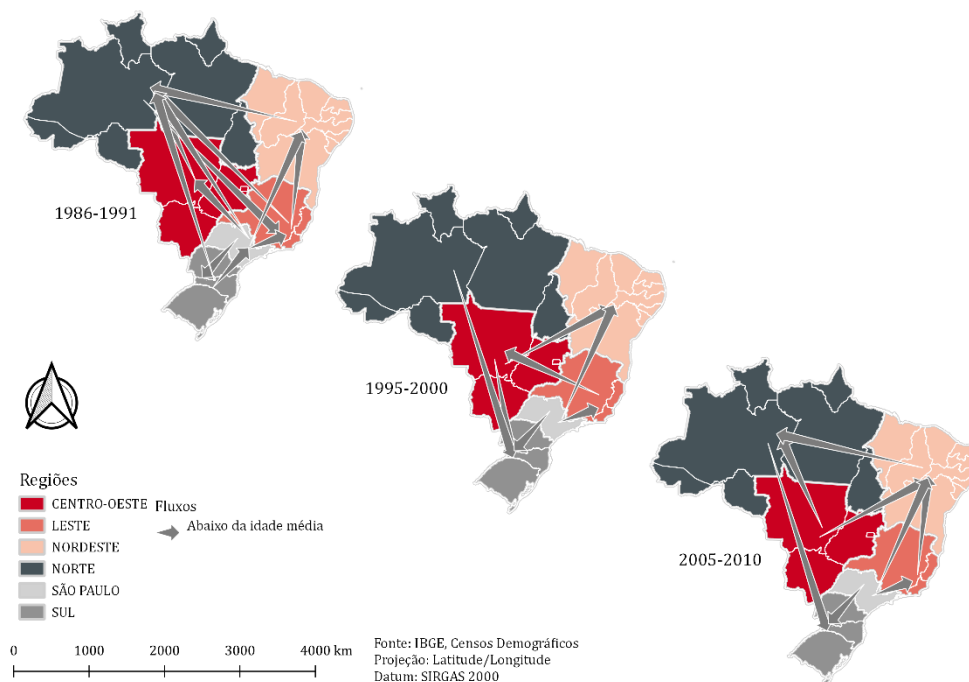 1986-1991
1995-2000
2005-2010
Regiões
CENTRO-OESTE
LESTE
NORDESTE
NORTE
SÃO PAULO
SUL
Fluxos
Abaixo da idade média
0 1000 2000 3000 4000 km
Fonte: IBGE, Censos Demográficos
Projeção: Latitude/Longitude
Datum: SIRGAS 2000